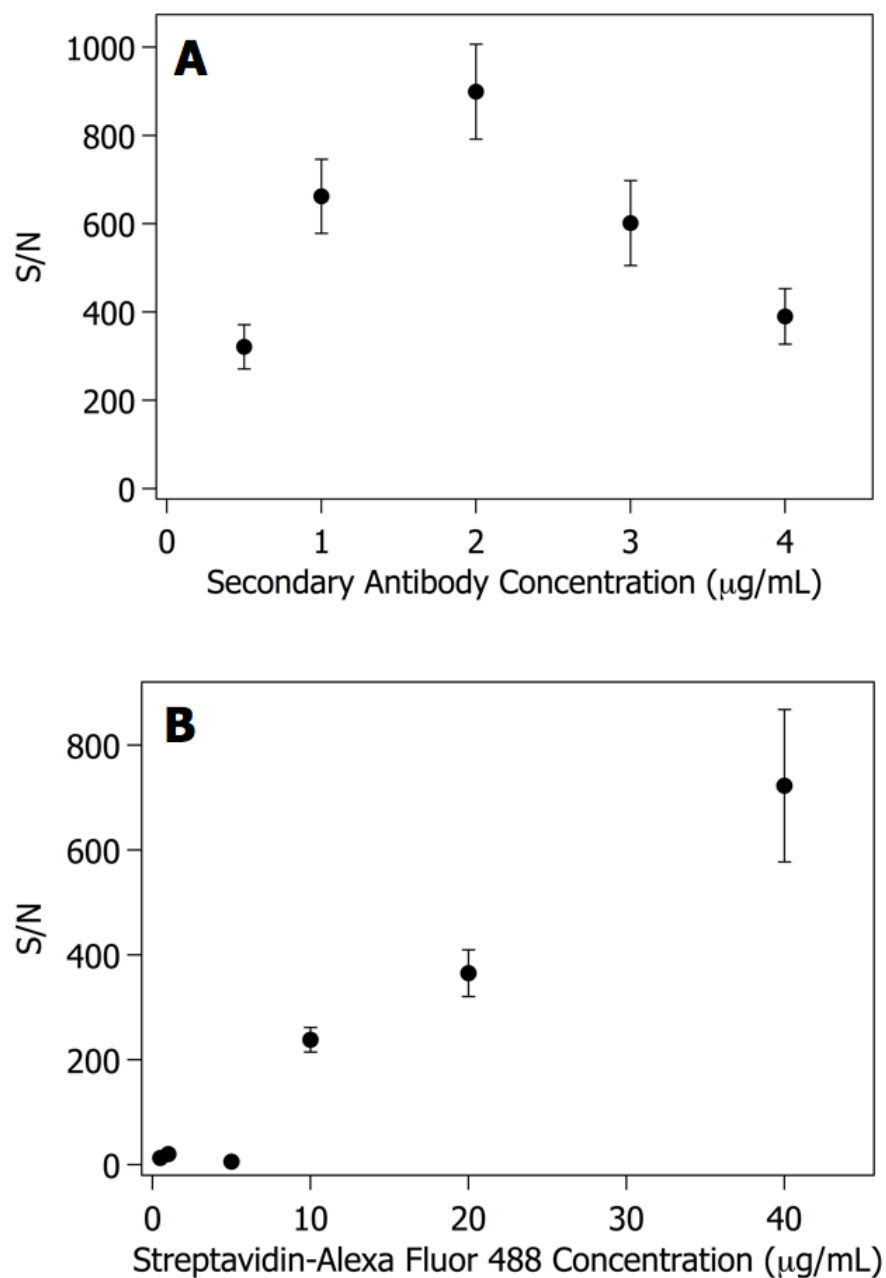 A
1000
800
600
400
200
0
S/N
0 1 2 3 4
Secondary Antibody Concentration (μg/mL)
B
800
600
400
200
0
S/N
0 10 20 30 40
Streptavidin-Alexa Fluor 488 Concentration (μg/mL)